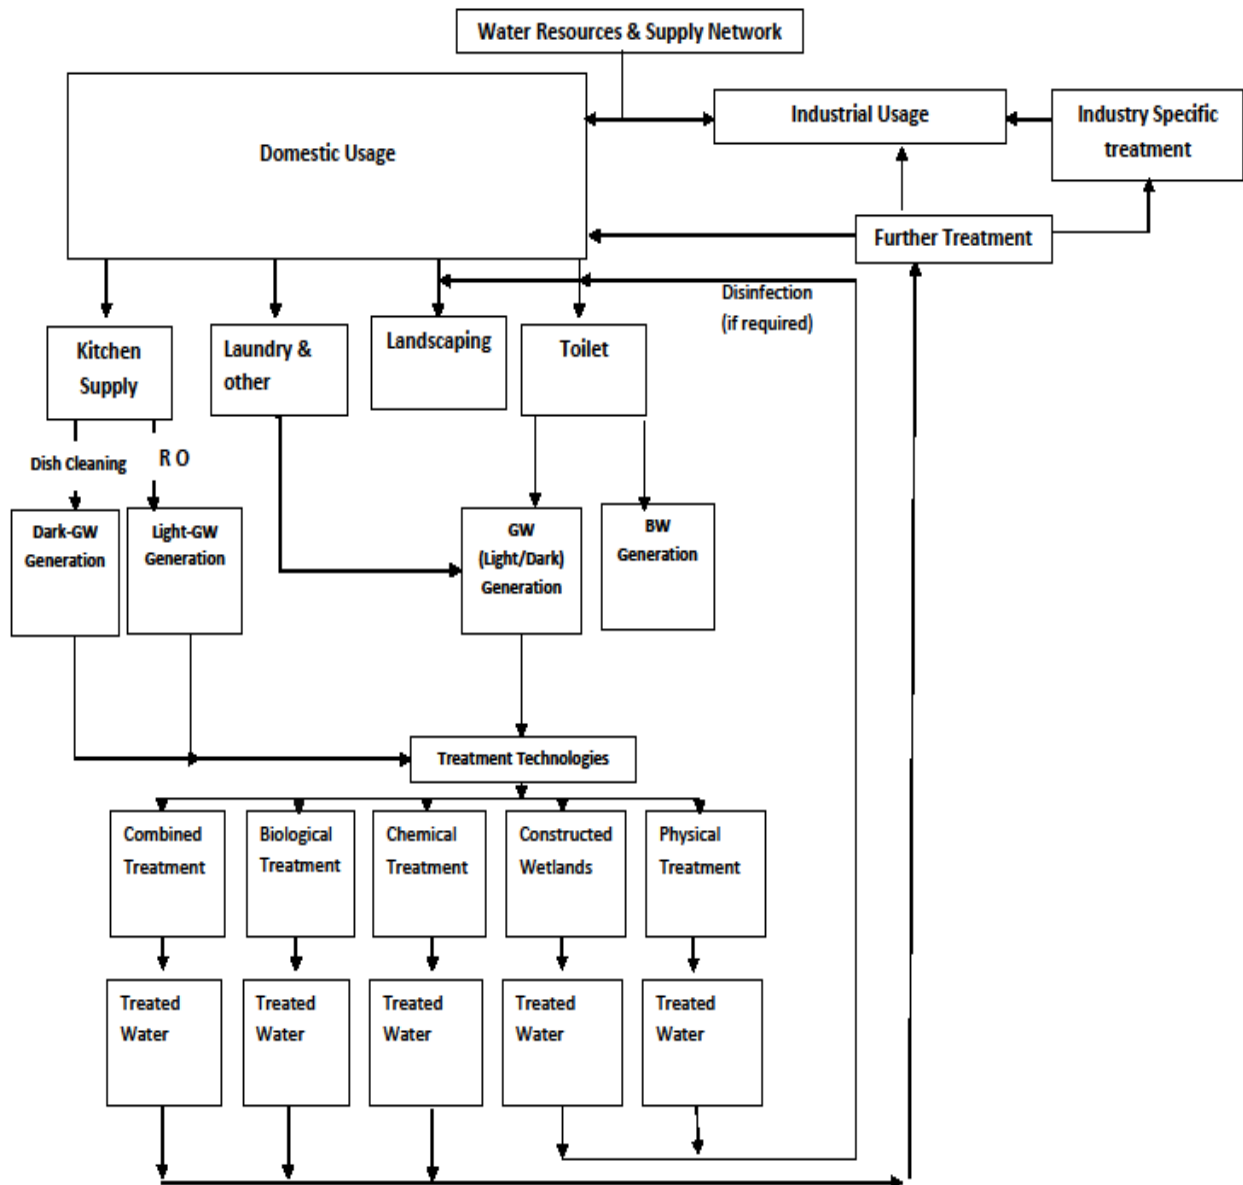 Water Resources & Supply Network
Domestic Usage
Industrial Usage
Industry Specific
treatment
Further Treatment
Disinfection
(if required)
Kitchen
Supply
Laundry &
other
Landscaping
Toilet
Dish Cleaning
R O
Dark-GW
Generation
Light-GW
Generation
GW
(Light/Dark)
Generation
BW
Generation
Treatment Technologies
Combined
Treatment
Biological
Treatment
Chemical
Treatment
Constructed
Wetlands
Physical
Treatment
Treated
Water
Treated
Water
Treated
Water
Treated
Water
Treated
Water